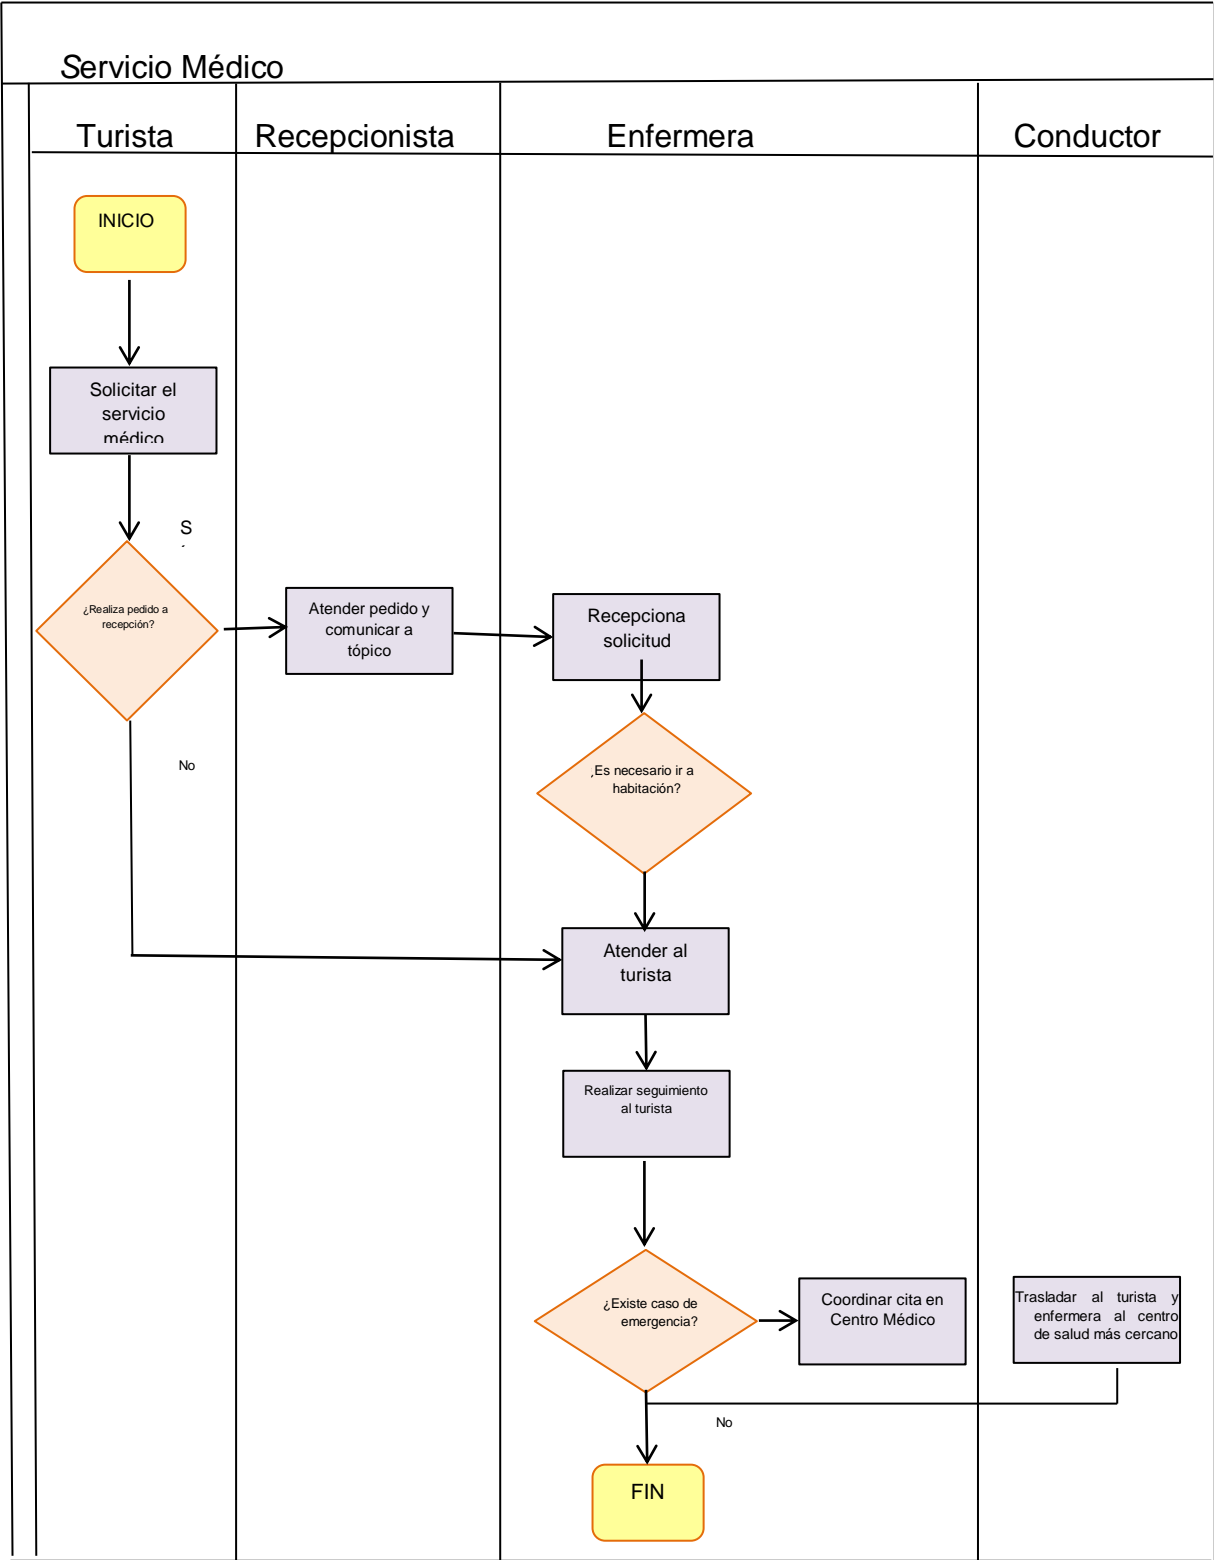 Servicio Médico
Turista
Recepcionista
Enfermera
Conductor
INICIO
Solicitar el
servicio
médico
S
¿Realiza pedido a
recepción?
Atender pedido y
comunicar a
tópico
Recepciona
solicitud
No
¿Es necesario ir a
habitación?
Atender al
turista
Realizar seguimiento
al turista
¿Existe caso de
emergencia?
Coordinar cita en
Centro Médico
Trasladar al turista y
enfermera al centro
de salud más cercano
No
FIN